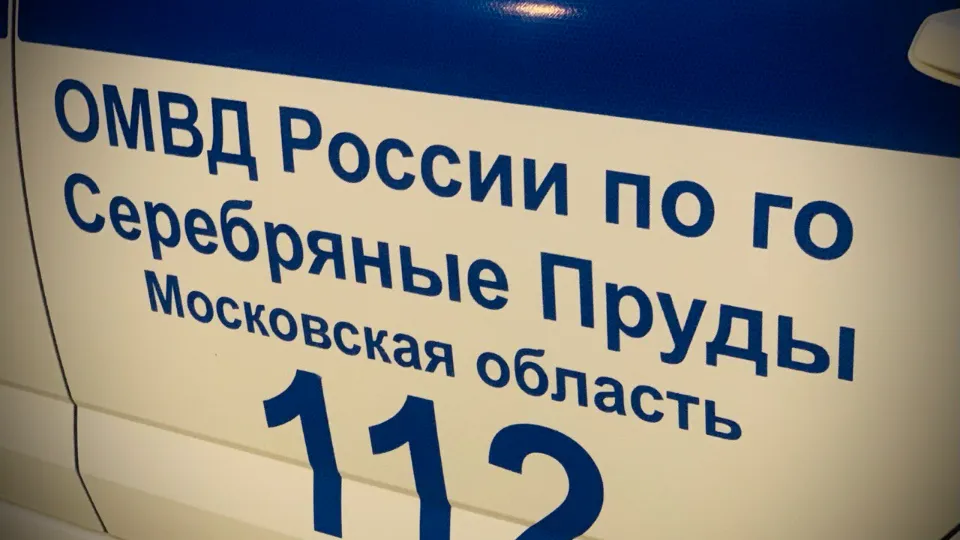 ОМВД России по го
Серебряные Пруды
Московская область
112